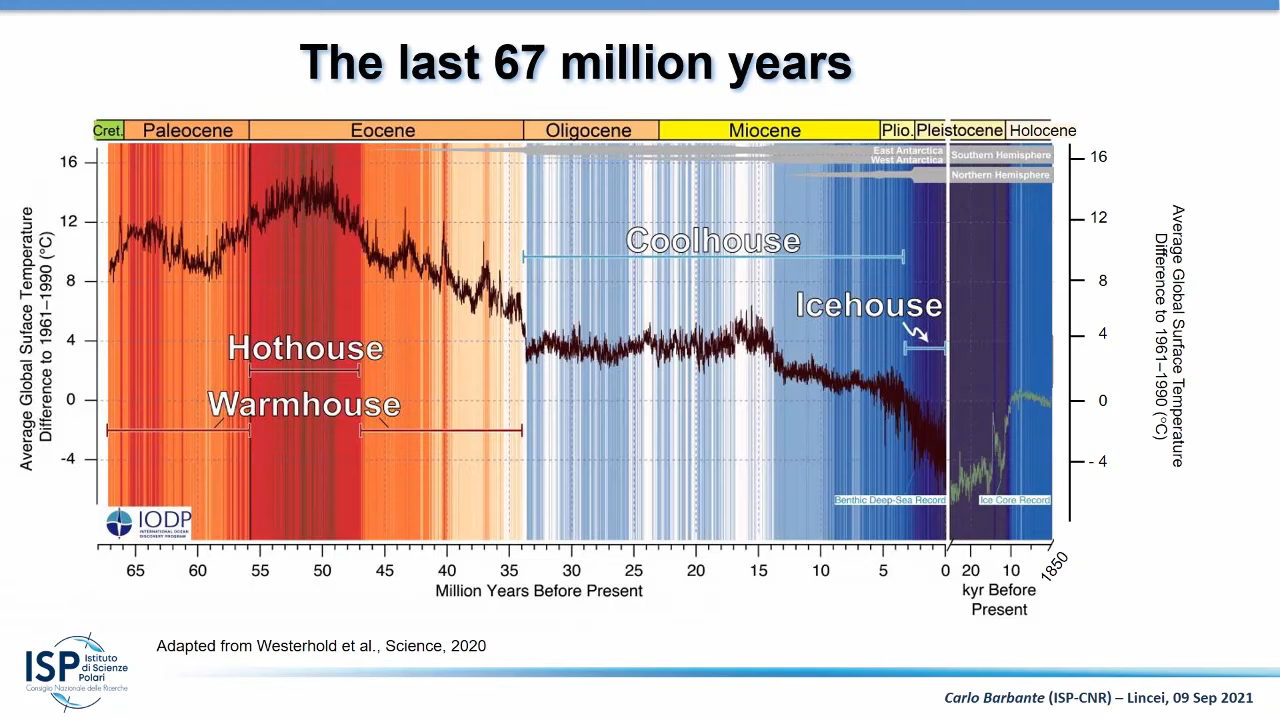 The last 67 million years
Cret. Paleocene Eocene Oligocene Miocene Plio. Pleistocene Holocene
East Antarctica
West Antarctica
Southern Hemisphere
Northern Hemisphere
16
12
8
4
0
-4
Average Global Suface Temperature
Difference to 1961–1990 (°C)
Coolhouse
Icehouse
Hothouse
Warmhouse
Benthic Deep-Sea Record
Ice Core Record
IODP
INTERNATIONAL OCEAN
DISCOVERY PROGRAM
16
12
8
4
0
- 4
Average Global Surface Temperature
Difference to 1961–1990 (°C)
65 60 55 50 45 40 35 30 25 20 15 10 5 0 20 10 1850
Million Years Before Present
kyr Before
Present
Adapted from Westerhold et al., Science, 2020
ISP
Istituto
di Scienze
Polari
Consiglio Nazionale delle Ricerche
Carlo Barbante (ISP-CNR) – Lincei, 09 Sep 2021